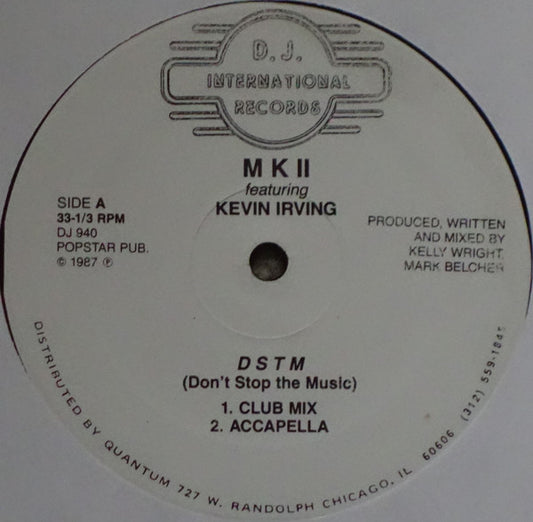 D. J.
INTERNATIONAL
RECORDS
M K II
featuring
KEVIN IRVING
SIDE A
33-1/3 RPM
DJ 940
POPSTAR PUB.
© 1987 ℗
PRODUCED, WRITTEN
AND MIXED BY
KELLY WRIGHT,
MARK BELCHER
D S T M
(Don't Stop the Music)
1. CLUB MIX
2. ACCAPELLA
DISTRIBUTED BY QUANTUM 727 W. RANDOLPH CHICAGO, IL 60606 (312) 559-1845